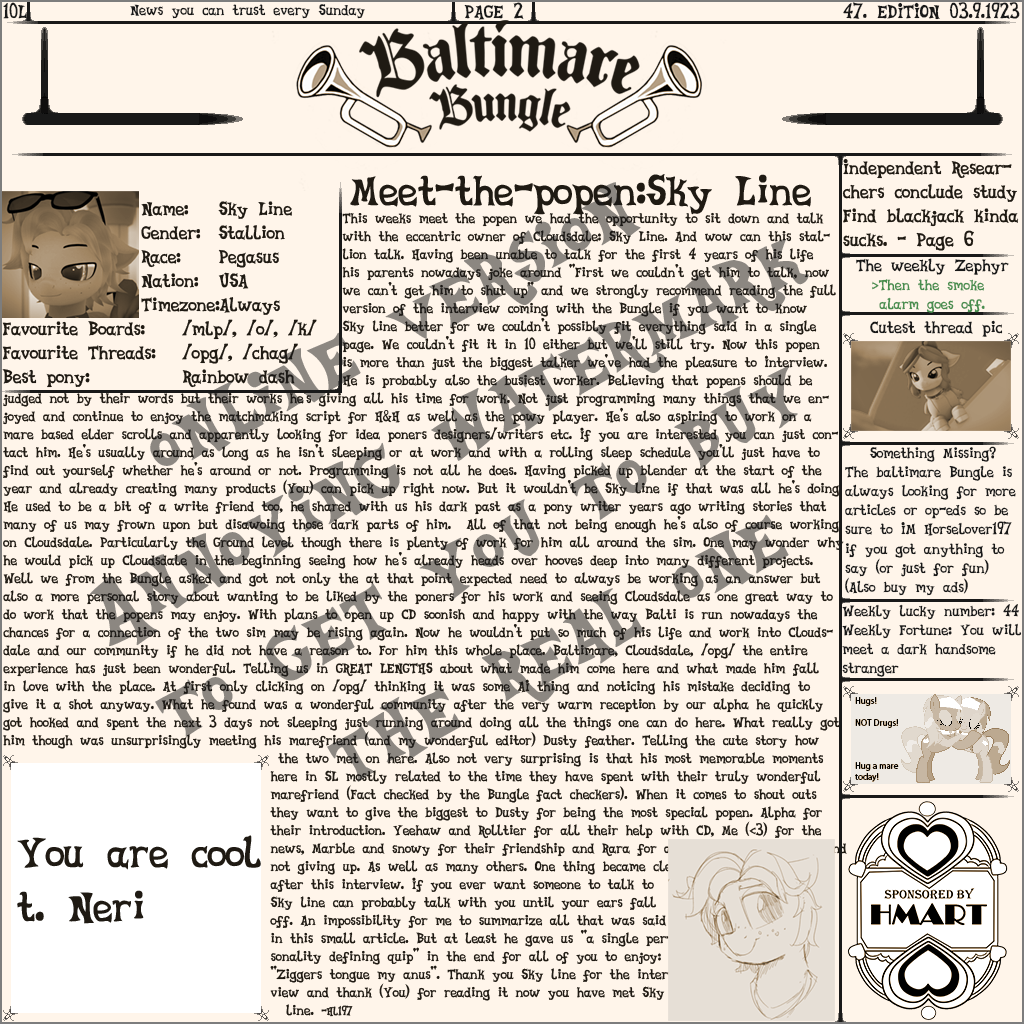 10L
News you can trust every Sunday
PAGE 2
47. EDITION 03.9.1923
Baltimare
Bungle
Name: Sky Line
Gender: Stallion
Race: Pegasus
Nation: USA
Timezone:Always
Favourite Boards: /mlp/, /o/, /k/
Favourite Threads: /opg/, /chag/
Best pony: Rainbow dash
Meet-the-popen:Sky Line
This weeks meet the popen we had the opportunity to sit down and talk
with the eccentric owner of Cloudsdale: Sky Line. And wow can this stal-
lion talk. Having been unable to talk for the first 4 years of his life
his parents nowadays joke around "First we couldn't get him to talk, now
we can't get him to shut up" and we strongly recommend reading the full
version of the interview coming with the Bungle if you want to know
Sky Line better for we couldn't possibly fit everything said in a single
page. We couldn't fit it in 10 either but we'll still try. Now this popen
is more than just the biggest talker we've had the pleasure to interview.
He is probably also the busiest worker. Believing that popens should be
judged not by their words but their works he's giving all his time for work. Not just programming many things that we en-
joyed and continue to enjoy the matchmaking script for H&H as well as the powy player. He's also aspiring to work on a
mare based elder scrolls and apparently looking for idea poners designers/writers etc. if you are interested you can just con-
tact him. He's usually around as long as he isn't sleeping or at work and with a rolling sleep schedule you'll just have to
find out yourself whether he's around or not. Programming is not all he does. Having picked up blender at the start of the
year and already creating many products (You) can pick up right now. But it wouldn't be Sky Line if that was all he's doing
He used to be a bit of a write friend too, he shared with us his dark past as a pony write years ago writing stories that
many of us may frown upon but discussing those dark parts of him. All of that not being enough he's also of course working
on Cloudsdale. Particularly the Ground level though there is plenty of work for him all around the sim. One may wonder why
he would pick up Cloudsdale in the beginning seeing how he's already heads over hooves deep into many different projects.
Well we from the Bungle asked and got not only the at that point expected need to always be working as an answer but
also a more personal story about wanting to be liked by the poners for his work and seeing Cloudsdale as one great way to
do work that the popens may enjoy. With plans to open up CD soonish and happy with the way Balti is run nowadays the
chances for a connection of the two sim may be rising again. Now he wouldn't put so much of his life and work into Clouds-
dale and our community if he did not have a reason to. For him this whole place. Baltimare, Cloudsdale, /opg/ the entire
experience has just been wonderful. Telling us in GREAT LENGTHS about what made him come here and what made him fall
in love with the place. At first only clicking on /opg/ thinking it was some AI thing and noticing his mistake deciding to
give it a shot anyway. What he found was a wonderful community after the very warm reception by our alpha he quickly
got hooked and spent the next 3 days not sleeping just running around doing all the things one can do here. What really got
him though was unsurprisingly meeting his marefriend (and my wonderful editor) Dusty feather. Telling the cute story how
the two met on here. Also not very surprising is that his most memorable moments
here in SL mostly related to the time they have spent with their truly wonderful
marefriend (Fact checked by the Bungle fact checkers). When it comes to shout outs
they want to give the biggest to Dusty for being the most special popen. Alpha for
their introduction. Yeehaw and Rolltier for all their help with CD, Me (<3) for the
news, Marble and snowy for their friendship and Rara for
not giving up. As well as many others. One thing became cle
after this interview. If you ever want someone to talk to
Sky Line can probably talk with you until your ears fall
off. An impossibility for me to summarize all that was said
in this small article. But at least he gave us "a single per-
sonality defining quip" in the end for all of you to enjoy:
"Ziggers tongue my anus". Thank you Sky line for the inter
view and thank (You) for reading it now you have met Sky
Line. -HL197
You are cool
t. Neri
Independent Resear-
chers conclude study
Find blackjack kinda
sucks. - Page 6
The weekly Zephyr
>Then the smoke
alarm goes off.
Cutest thread pic
Something Missing?
The baltimare Bungle is
always looking for more
articles or op-eds so be
sure to IM Horselover197
if you got anything to
say (or just for fun)
(Also buy my ads)
Weekly lucky number: 44
Weekly Fortune: You will
meet a dark handsome
stranger
Hugs!
NOT Drugs!
Hug a mare
today!
SPONSORED BY
HMART
ONLINE VERSION
ANNOYING WATERMARK
TO GET YOU TO BUY
THE REAL ONE